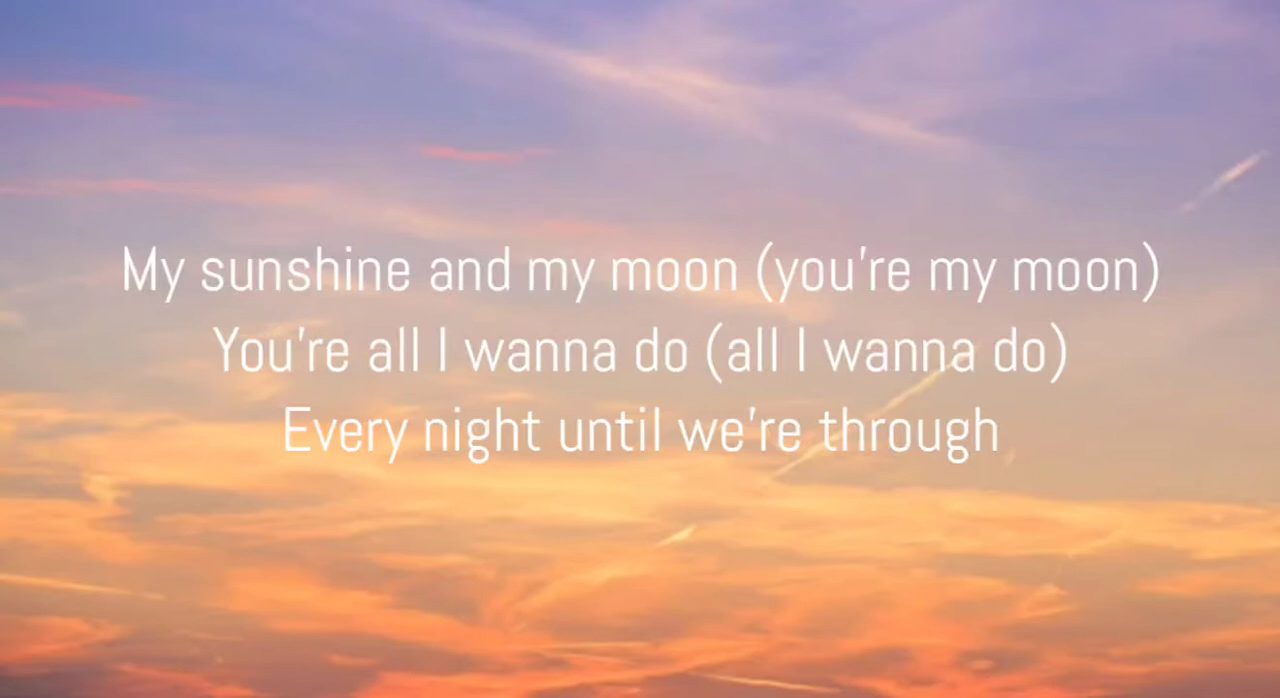 My sunshine and my moon (you're my moon)
You're all I wanna do (all I wanna do)
Every night until we're through